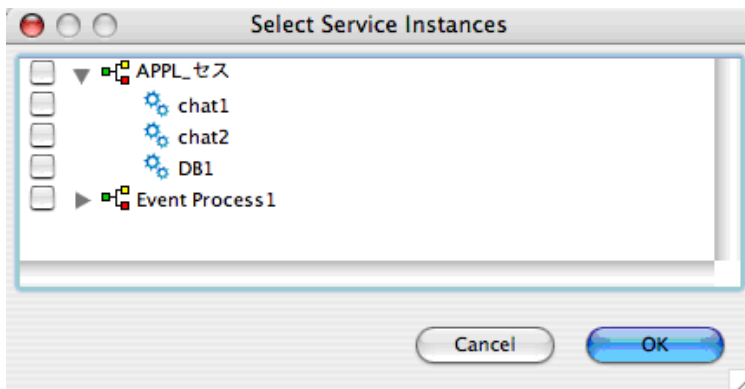 Select Service Instances
APPL_セス
chat1
chat2
DB1
Event Process1
Cancel
OK